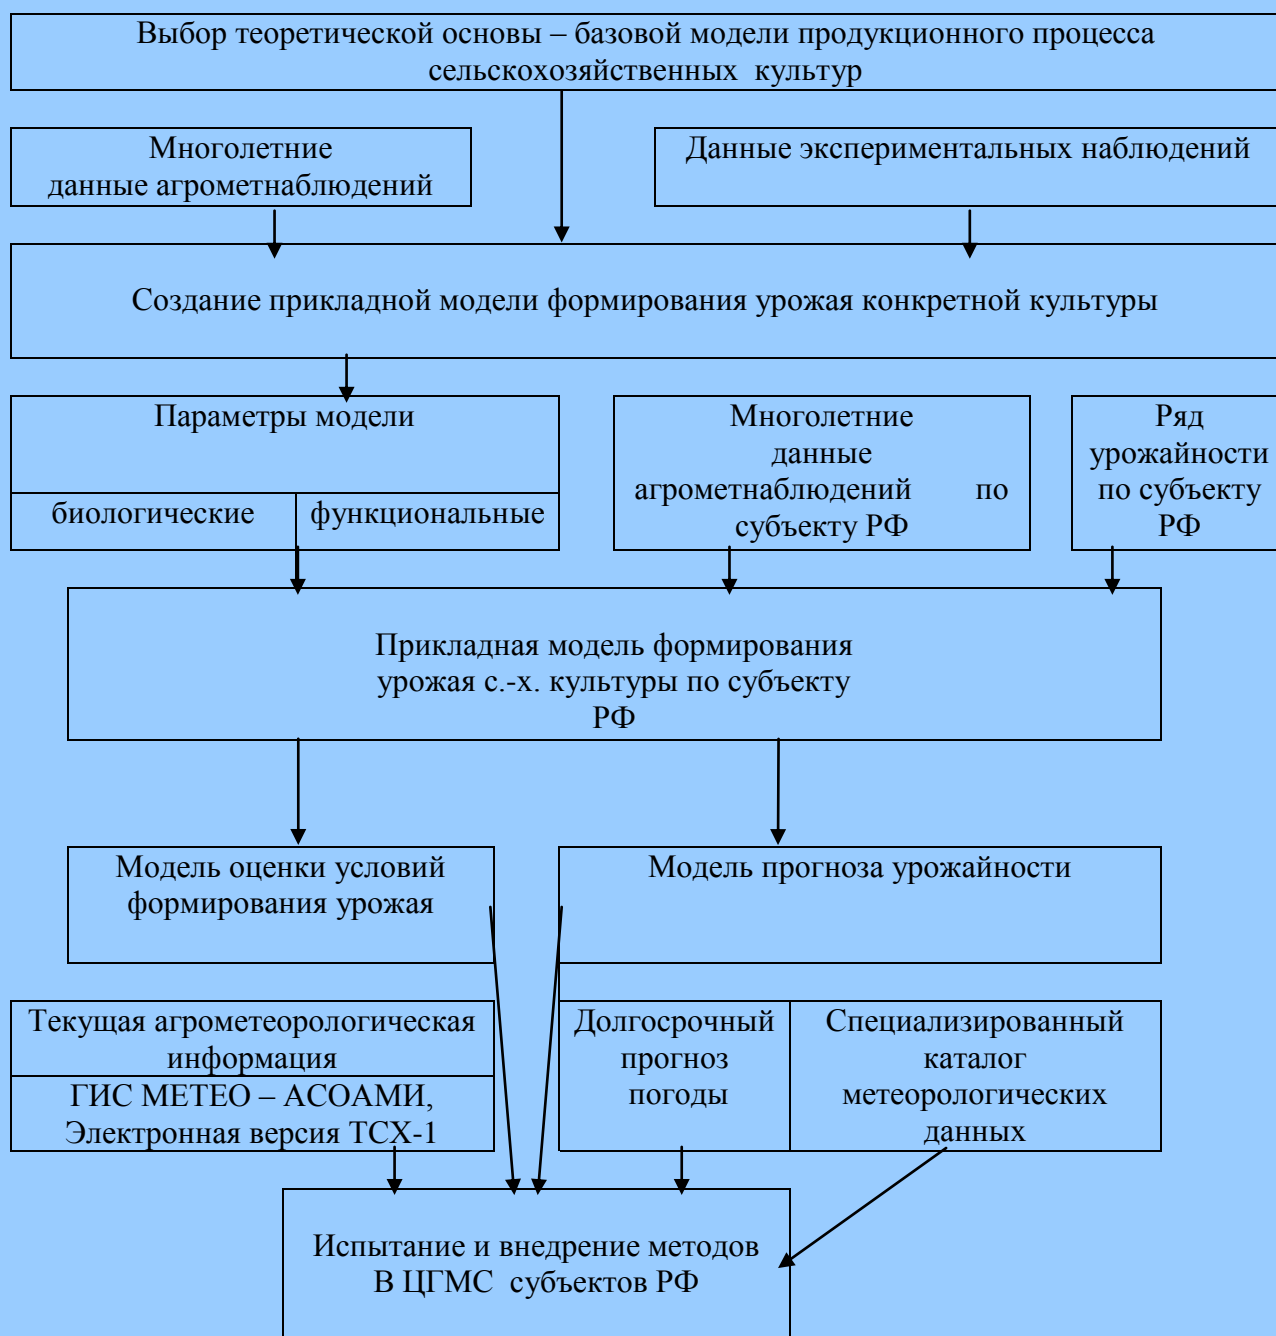 Выбор теоретической основы – базовой модели продукционного процесса
сельскохозяйственных культур
Многолетние
данные агрометнаблюдений
Данные экспериментальных наблюдений
Создание прикладной модели формирования урожая конкретной культуры
Параметры модели
биологические
функциональные
Многолетние
данные
агрометнаблюдений по
субъекту РФ
Ряд
урожайности
по субъекту
РФ
Прикладная модель формирования
урожая с.-х. культуры по субъекту
РФ
Модель оценки условий
формирования урожая
Модель прогноза урожайности
Текущая агрометеорологическая
информация
ГИС МЕТЕО – АСОАМИ,
Электронная версия ТСХ-1
Долгосрочный
прогноз
погоды
Специализированный
каталог
метеорологических
данных
Испытание и внедрение методов
В ЦГМС субъектов РФ